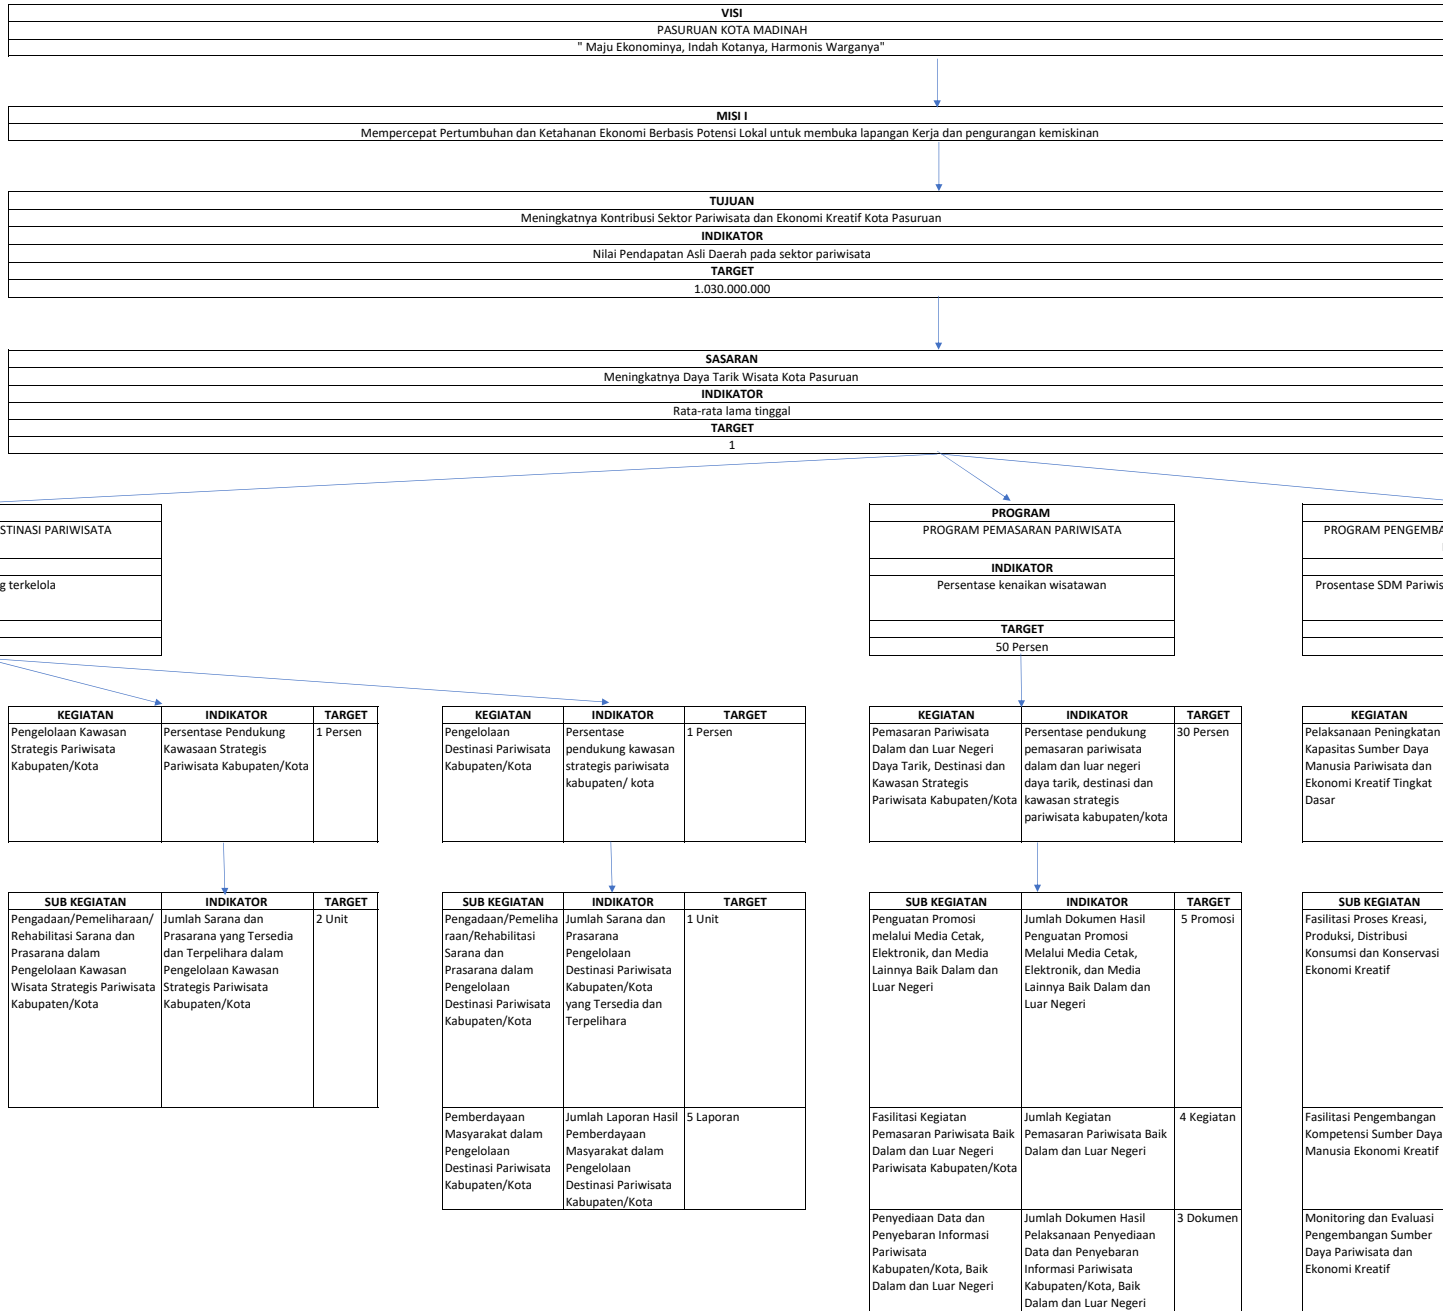 VISI
PASURUAN KOTA MADINAH
" Maju Ekonominya, Indah Kotanya, Harmonis Warganya"
MISI I
Mempercepat Pertumbuhan dan Ketahanan Ekonomi Berbasis Potensi Lokal untuk membuka lapangan Kerja dan pengurangan kemiskinan
TUJUAN
Meningkatnya Kontribusi Sektor Pariwisata dan Ekonomi Kreatif Kota Pasuruan
INDIKATOR
Nilai Pendapatan Asli Daerah pada sektor pariwisata
TARGET
1.030.000.000
SASARAN
Meningkatnya Daya Tarik Wisata Kota Pasuruan
INDIKATOR
Rata-rata lama tinggal
TARGET
1
STINASI PARIWISATA
g terkelola
PROGRAM
PROGRAM PEMASARAN PARIWISATA
INDIKATOR
Persentase kenaikan wisatawan
TARGET
50 Persen
PROGRAM PENGEMBA
Prosentase SDM Pariwis
KEGIATAN
INDIKATOR
TARGET
Pengelolaan Kawasan
Strategis Pariwisata
Kabupaten/Kota
Persentase Pendukung
Kawasaan Strategis
Pariwisata Kabupaten/Kota
1 Persen
KEGIATAN
INDIKATOR
TARGET
Pengelolaan
Destinasi Pariwisata
Kabupaten/Kota
Persentase
pendukung kawasan
strategis pariwisata
kabupaten/ kota
1 Persen
KEGIATAN
INDIKATOR
TARGET
Pemasaran Pariwisata
Dalam dan Luar Negeri
Daya Tarik, Destinasi dan
Kawasan Strategis
Pariwisata Kabupaten/Kota
Persentase pendukung
pemasaran pariwisata
dalam dan luar negeri
daya tarik, destinasi dan
kawasan strategis
pariwisata kabupaten/kota
30 Persen
KEGIATAN
Pelaksanaan Peningkatan
Kapasitas Sumber Daya
Manusia Pariwisata dan
Ekonomi Kreatif Tingkat
Dasar
SUB KEGIATAN
INDIKATOR
TARGET
Pengadaan/Pemeliharaan/
Rehabilitasi Sarana dan
Prasarana dalam
Pengelolaan Kawasan
Wisata Strategis Pariwisata
Kabupaten/Kota
Jumlah Sarana dan
Prasarana yang Tersedia
dan Terpelihara dalam
Pengelolaan Kawasan
Strategis Pariwisata
Kabupaten/Kota
2 Unit
SUB KEGIATAN
INDIKATOR
TARGET
Pengadaan/Pemeliha
raan/Rehabilitasi
Sarana dan
Prasarana dalam
Pengelolaan
Destinasi Pariwisata
Kabupaten/Kota
Jumlah Sarana dan
Prasarana
Pengelolaan
Destinasi Pariwisata
Kabupaten/Kota
yang Tersedia dan
Terpelihara
1 Unit
Pemberdayaan
Masyarakat dalam
Pengelolaan
Destinasi Pariwisata
Kabupaten/Kota
Jumlah Laporan Hasil
Pemberdayaan
Masyarakat dalam
Pengelolaan
Destinasi Pariwisata
Kabupaten/Kota
5 Laporan
SUB KEGIATAN
INDIKATOR
TARGET
Penguatan Promosi
melalui Media Cetak,
Elektronik, dan Media
Lainnya Baik Dalam dan
Luar Negeri
Jumlah Dokumen Hasil
Penguatan Promosi
Melalui Media Cetak,
Elektronik, dan Media
Lainnya Baik Dalam dan
Luar Negeri
5 Promosi
Fasilitasi Kegiatan
Pemasaran Pariwisata Baik
Dalam dan Luar Negeri
Pariwisata Kabupaten/Kota
Jumlah Kegiatan
Pemasaran Pariwisata Baik
Dalam dan Luar Negeri
4 Kegiatan
Penyediaan Data dan
Penyebaran Informasi
Pariwisata
Kabupaten/Kota, Baik
Dalam dan Luar Negeri
Jumlah Dokumen Hasil
Pelaksanaan Penyediaan
Data dan Penyebaran
Informasi Pariwisata
Kabupaten/Kota, Baik
Dalam dan Luar Negeri
3 Dokumen
SUB KEGIATAN
Fasilitasi Proses Kreasi,
Produksi, Distribusi
Konsumsi dan Konservasi
Ekonomi Kreatif
Fasilitasi Pengembangan
Kompetensi Sumber Daya
Manusia Ekonomi Kreatif
Monitoring dan Evaluasi
Pengembangan Sumber
Daya Pariwisata dan
Ekonomi Kreatif